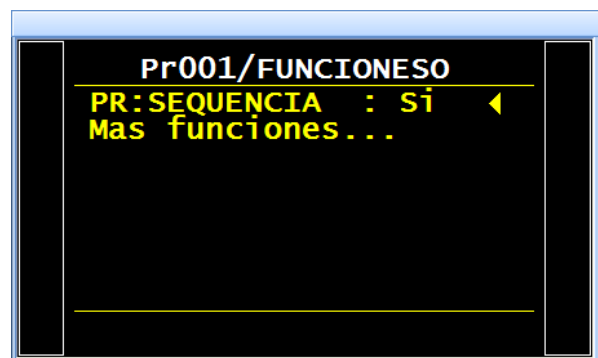 Pr001/FUNCIONESO
PR:SEQUENCIA : Si
Mas funciones...